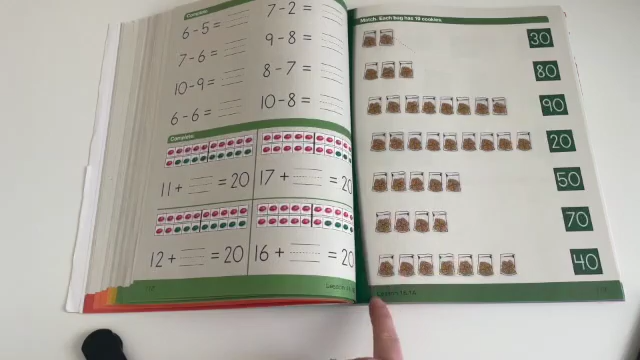 Complete.
6 - 5 =
7 - 2 =
7 - 6 =
9 - 8 =
10 - 9 =
8 - 7 =
6 - 6 =
10 - 8 =
Complete.
11 + = 20
17 + = 20
12 + = 20
16 + = 20
Match. Each bag has 10 cookies.
30
80
90
20
50
70
40